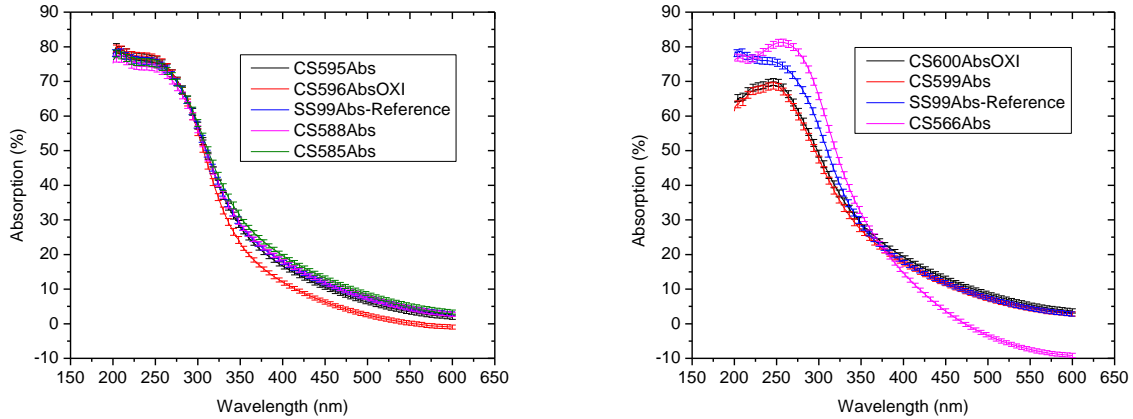 90
80
70
60
50
40
30
20
10
0
-10
Absorption (%)
CS595Abs
CS596AbsOXI
SS99Abs-Reference
CS588Abs
CS585Abs
150 200 250 300 350 400 450 500 550 600 650
Wavelength (nm)
90
80
70
60
50
40
30
20
10
0
-10
Absorption (%)
CS600AbsOXI
CS599Abs
SS99Abs-Reference
CS566Abs
150 200 250 300 350 400 450 500 550 600 650
Wavelength (nm)